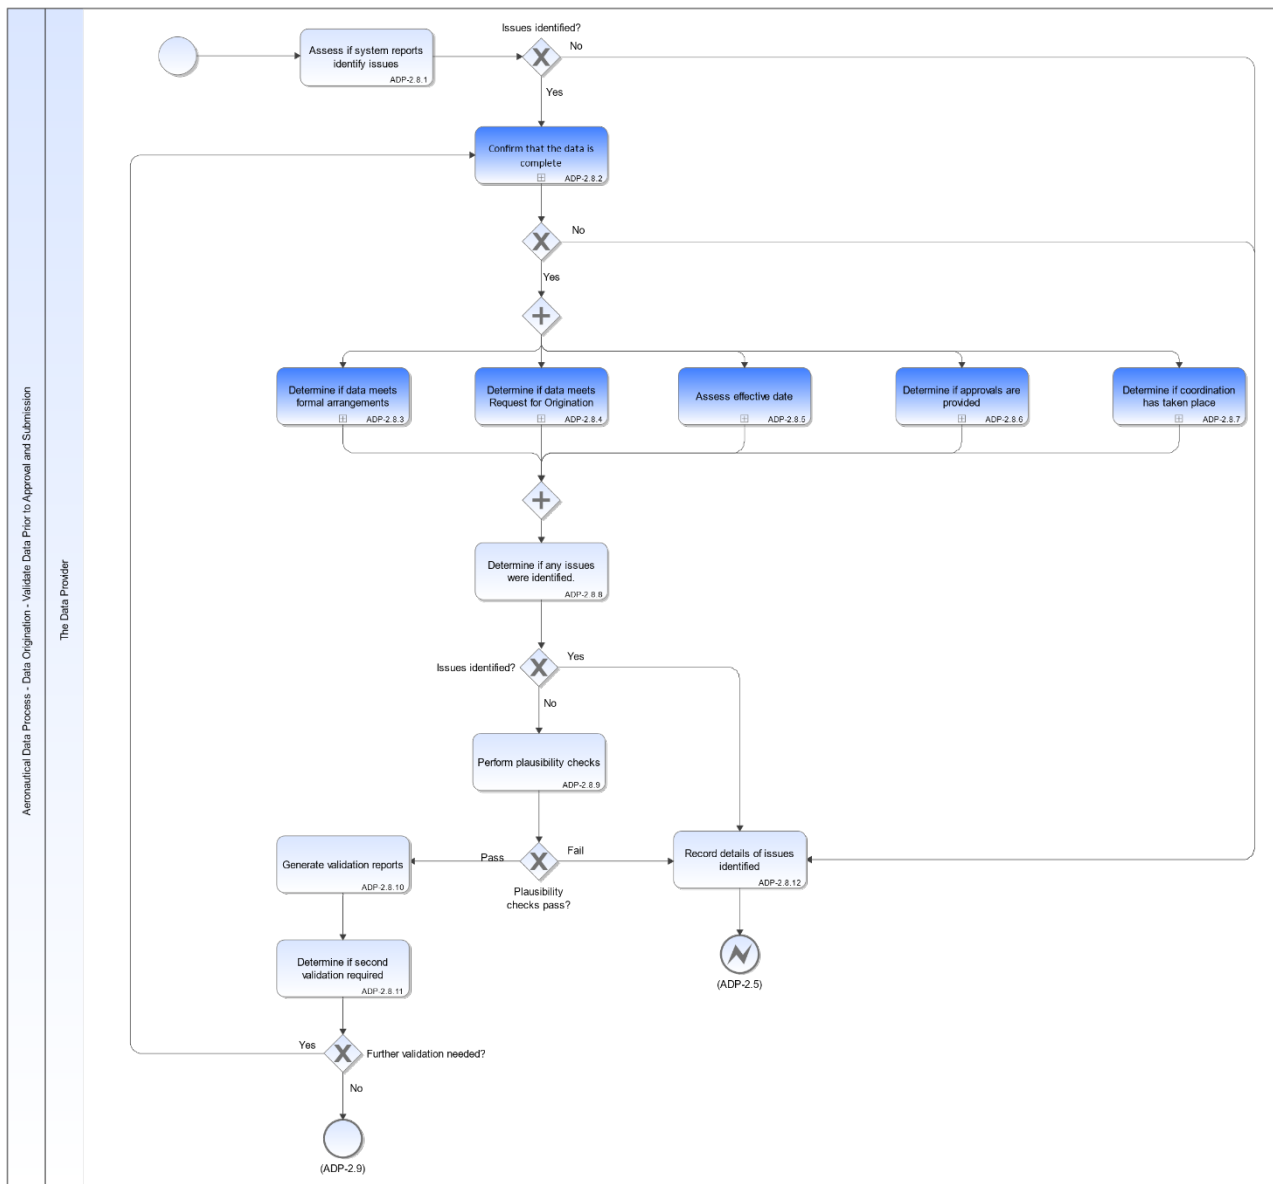 Aeronautical Data Process - Data Origination - Validate Data Prior to Approval and Submission
The Data Provider
Issues identified?
Assess if system reports
identify issues
ADP-2.8.1
No
Yes
Confirm that the data is
complete
ADP-2.8.2
No
Yes
Determine if data meets
formal arrangements
ADP-2.8.3
Determine if data meets
Request for Origination
ADP-2.8.4
Assess effective date
ADP-2.8.5
Determine if approvals are
provided
ADP-2.8.6
Determine if coordination
has taken place
ADP-2.8.7
Determine if any issues
were identified.
ADP-2.8.8
Issues identified?
Yes
No
Perform plausibility checks
ADP-2.8.9
Generate validation reports
ADP-2.8.10
Pass
Fail
Plausibility
checks pass?
Record details of issues
identified
ADP-2.8.12
Determine if second
validation required
ADP-2.8.11
(ADP-2.5)
Yes
Further validation needed?
No
(ADP-2.9)